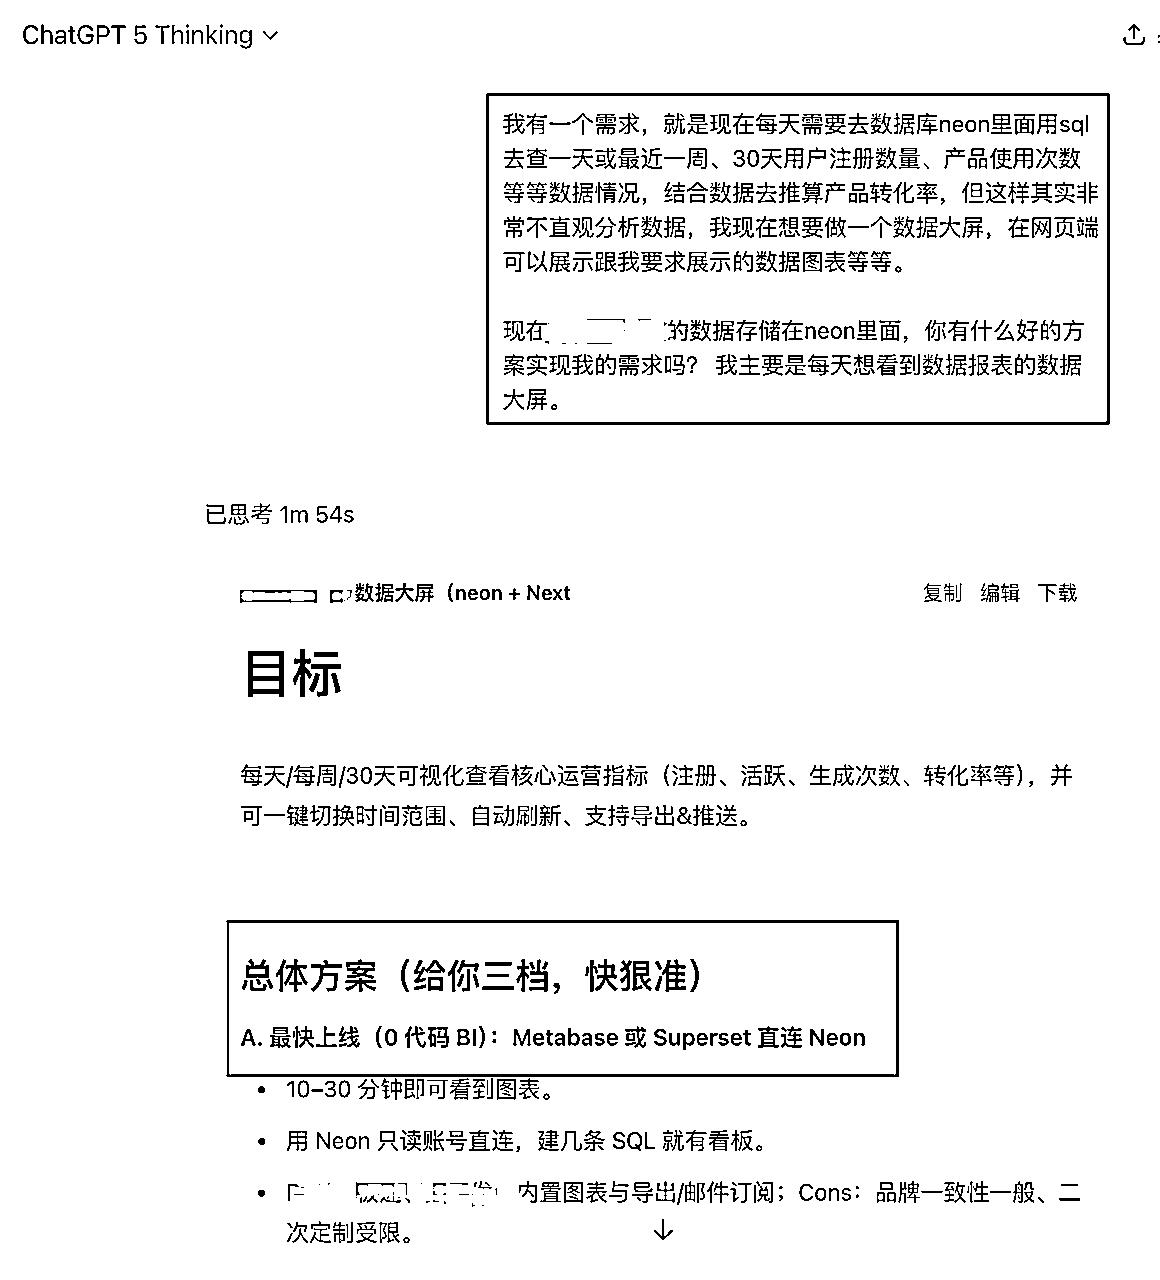 ChatGPT 5 Thinking
我有一个需求，就是现在每天需要去数据库neon里面用sql
去查一天或最近一周、30天用户注册数量、产品使用次数
等等数据情况，结合数据去推算产品转化率，但这样其实非
常不直观分析数据，我现在想要做一个数据大屏，在网页端
可以展示跟我要求展示的数据图表等等。
现在的数据存储在neon里面，你有什么好的方
案实现我的需求吗？ 我主要是每天想看到数据报表的数据
大屏。
已思考 1m 54s
数据大屏（neon + Next
复制 编辑 下载
目标
每天/每周/30天可视化查看核心运营指标（注册、活跃、生成次数、转化率等），并
可一键切换时间范围、自动刷新、支持导出&推送。
总体方案（给你三档，快狠准）
A. 最快上线（0 代码 BI）：Metabase 或 Superset 直连 Neon
• 10–30 分钟即可看到图表。
• 用 Neon 只读账号直连，建几条 SQL 就有看板。
• 内置图表与导出/邮件订阅；Cons：品牌一致性一般、二
次定制受限。